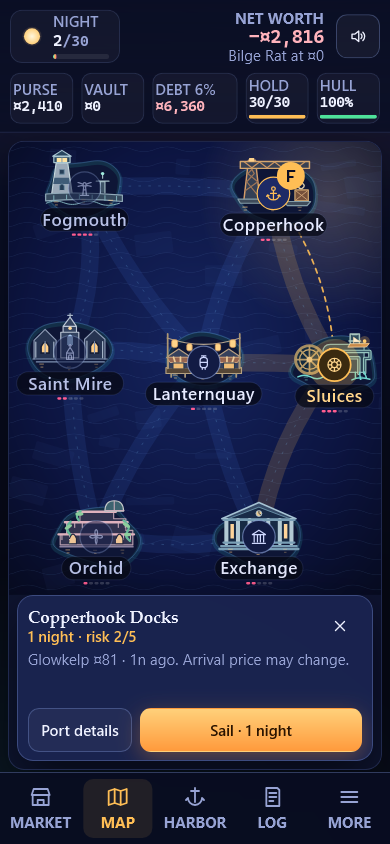 NIGHT
2/30
NET WORTH
−¤2,816
Bilge Rat at ¤0
PURSE
¤2,410
VAULT
¤0
DEBT 6%
¤6,360
HOLD
30/30
HULL
100%
F
Fogmouth
Copperhook
Saint Mire
Lanternquay
Sluices
Orchid
Exchange
Copperhook Docks
1 night · risk 2/5
Glowkelp ¤81 · 1n ago. Arrival price may change.
Port details
Sail · 1 night
MARKET
MAP
HARBOR
LOG
MORE